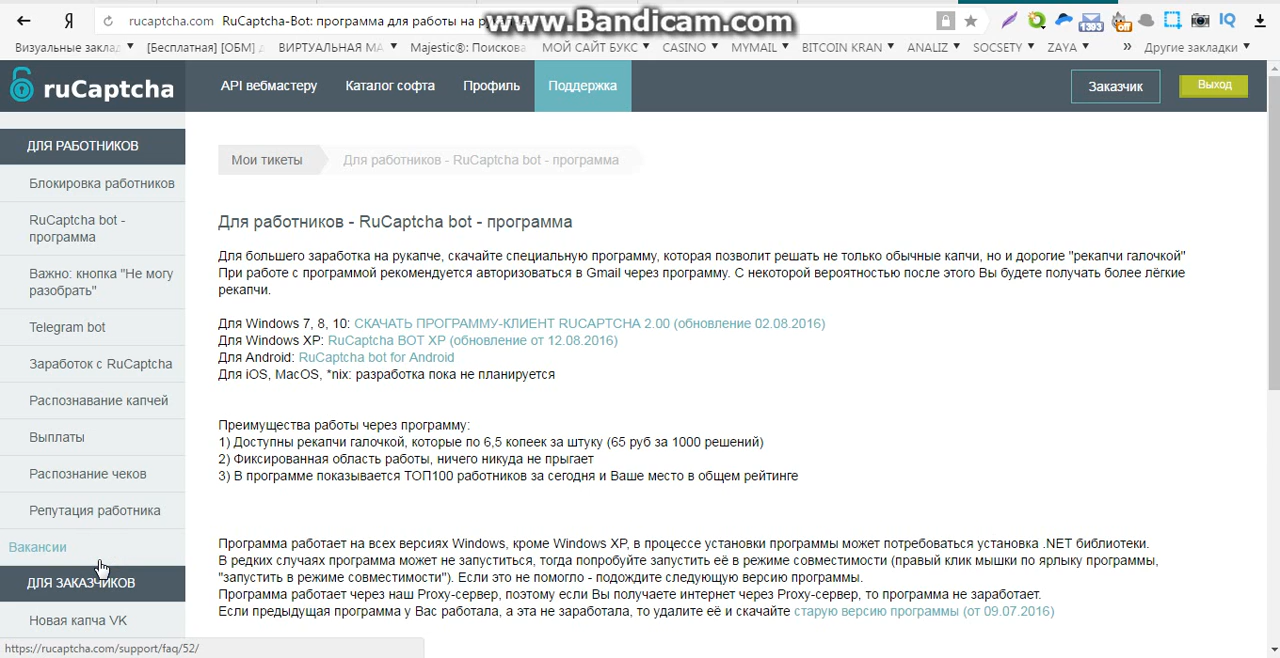 Я
rucaptcha.com RuCaptcha-Bot: программа для работы на
www.Bandicam.com
1393
off
IQ
Визуальные заклад
[Бесплатная] [ОБМ]
ВИРТУАЛЬНАЯ МА
Majestic®: Поискова
МОЙ САЙТ БУКС
CASINO
MYMAIL
BITCOIN KRAN
ANALIZ
SOCSETY
ZAYA
»
Другие закладки
ruCaptcha
API вебмастеру
Каталог софта
Профиль
Поддержка
Заказчик
Выход
ДЛЯ РАБОТНИКОВ
Блокировка работников
RuCaptcha bot -
программа
Важно: кнопка "Не могу
разобрать"
Telegram bot
Заработок с RuCaptcha
Распознавание капчей
Выплаты
Распознание чеков
Репутация работника
Вакансии
ДЛЯ ЗАКАЗЧИКОВ
Новая капча VK
https://rucaptcha.com/support/faq/52/
Мои тикеты
Для работников - RuCaptcha bot - программа
Для работников - RuCaptcha bot - программа
Для большего заработка на рукапче, скачайте специальную программу, которая позволит решать не только обычные капчи, но и дорогие "рекапчи галочкой"
При работе с программой рекомендуется авторизоваться в Gmail через программу. С некоторой вероятностью после этого Вы будете получать более лёгкие
рекапчи.
Для Windows 7, 8, 10: СКАЧАТЬ ПРОГРАММУ-КЛИЕНТ RUCAPTCHA 2.00 (обновление 02.08.2016)
Для Windows XP: RuCaptcha BOT XP (обновление от 12.08.2016)
Для Android: RuCaptcha bot for Android
Для iOS, MacOS, *nix: разработка пока не планируется
Преимущества работы через программу:
1) Доступны рекапчи галочкой, которые по 6,5 копеек за штуку (65 руб за 1000 решений)
2) Фиксированная область работы, ничего никуда не прыгает
3) В программе показывается ТОП100 работников за сегодня и Ваше место в общем рейтинге
Программа работает на всех версиях Windows, кроме Windows XP, в процессе установки программы может потребоваться установка .NET библиотеки.
В редких случаях программа может не запуститься, тогда попробуйте запустить её в режиме совместимости (правый клик мышки по ярлыку программы,
"запустить в режиме совместимости"). Если это не помогло - подождите следующую версию программы.
Программа работает через наш Proxy-сервер, поэтому если Вы получаете интернет через Proxy-сервер, то программа не заработает.
Если предыдущая программа у Вас работала, а эта не заработала, то удалите её и скачайте старую версию программы (от 09.07.2016)